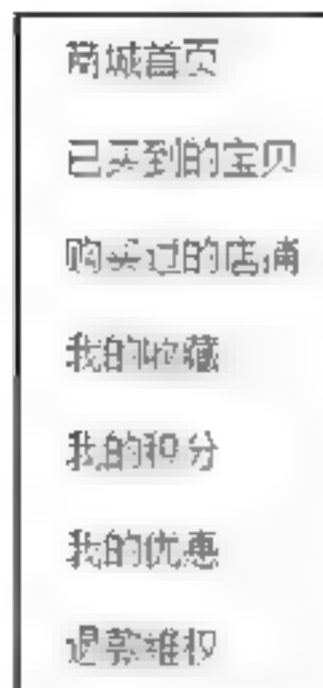 商城首页
已买到的宝贝
购买过的店铺
我的收藏
我的积分
我的优惠
退款维权